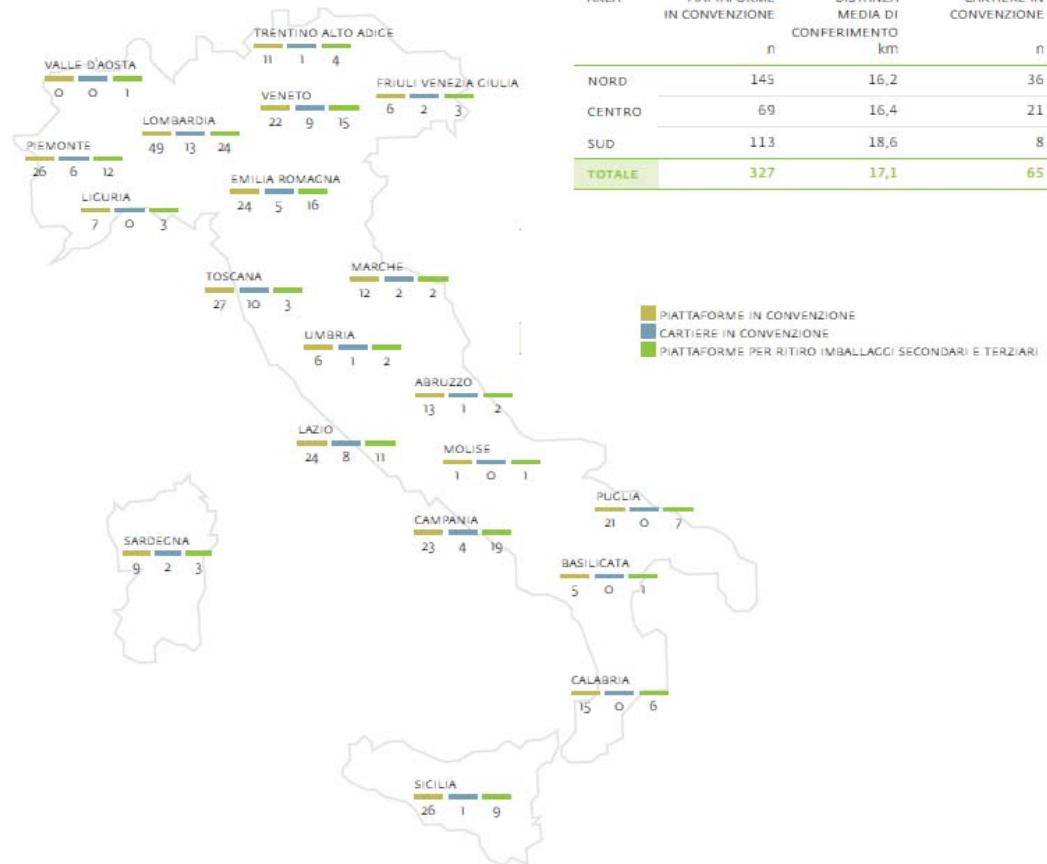 IN CONVENZIONE
MEDIA DI
CONFERIMENTO
CONVENZIONE
n
km
n
NORD 145 16,2 36
CENTRO 69 16,4 21
SUD 113 18,6 8
TOTALE 327 17,1 65
TRENTINO ALTO ADIGE
11 1 4
VALLE D'AOSTA
0 0 1
FRIULI VENEZIA GIULIA
6 2 3
VENETO
22 9 15
LOMBARDIA
49 13 24
PIEMONTE
26 6 12
EMILIA ROMAGNA
24 5 16
LIGURIA
7 0 3
TOSCANA
27 10 3
MARCHE
12 2 2
PIATTAFORME IN CONVENZIONE
CARTIERE IN CONVENZIONE
PIATTAFORME PER RITIRO IMBALLAGGI SECONDARI E TERZIARI
UMBRIA
6 1 2
ABRUZZO
13 1 2
LAZIO
24 8 11
MOLISE
1 0 1
PUGLIA
21 0 7
CAMPANIA
23 4 19
SARDEGNA
9 2 3
BASILICATA
5 0 1
CALABRIA
15 0 6
SICILIA
26 1 9